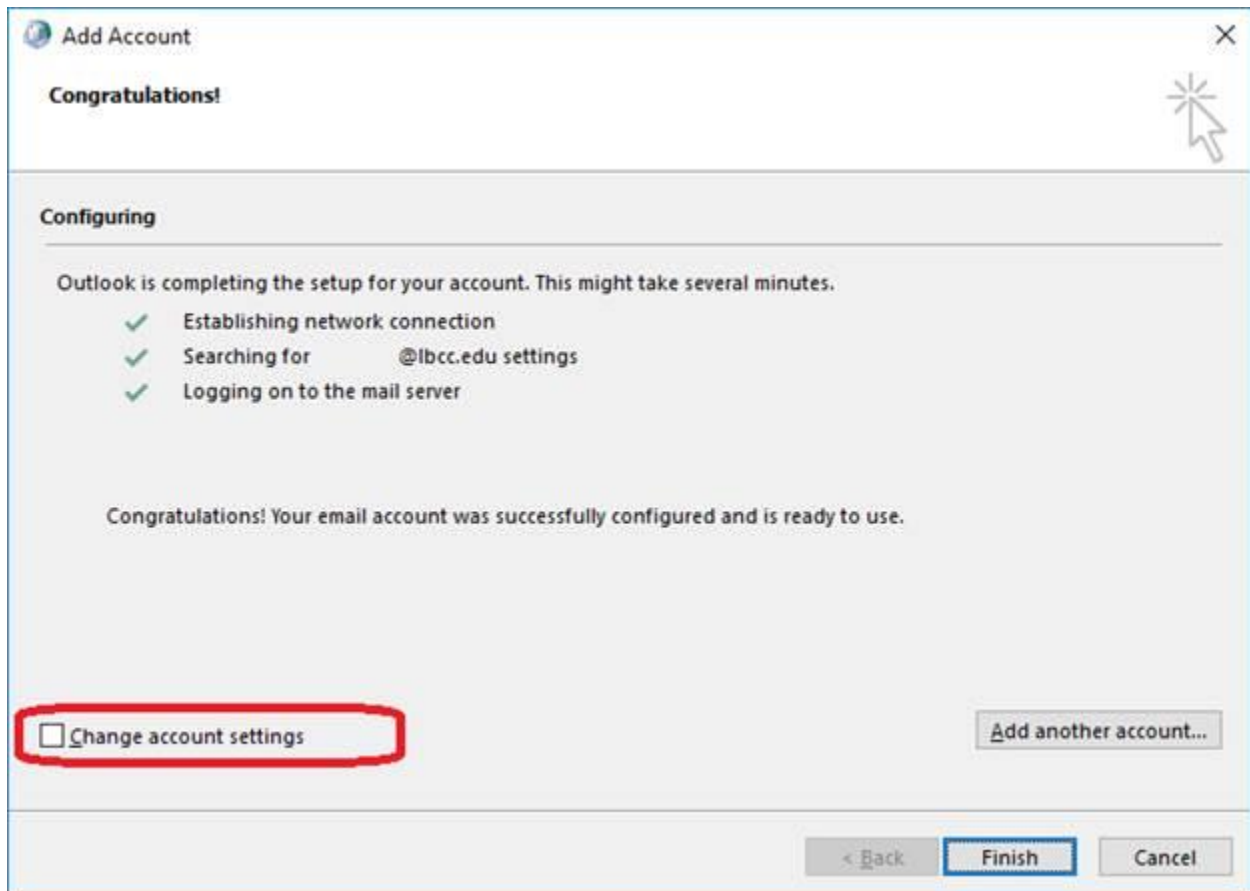 Add Account
Congratulations!
Configuring
Outlook is completing the setup for your account. This might take several minutes.
Establishing network connection
Searching for @lbcc.edu settings
Logging on to the mail server
Congratulations! Your email account was successfully configured and is ready to use.
Change account settings
Add another account...
< Back Finish Cancel